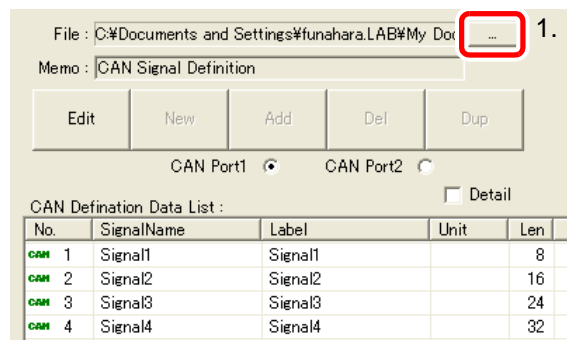 File : C:¥Documents and Settings¥funahara.LAB¥My Doc ... 1.
Memo : CAN Signal Definition
Edit New Add Del Dup
CAN Port1 CAN Port2
Detail
CAN Defination Data List :
No. SignalName Label Unit Len
CAN 1 Signal1 Signal1 8
CAN 2 Signal2 Signal2 16
CAN 3 Signal3 Signal3 24
CAN 4 Signal4 Signal4 32